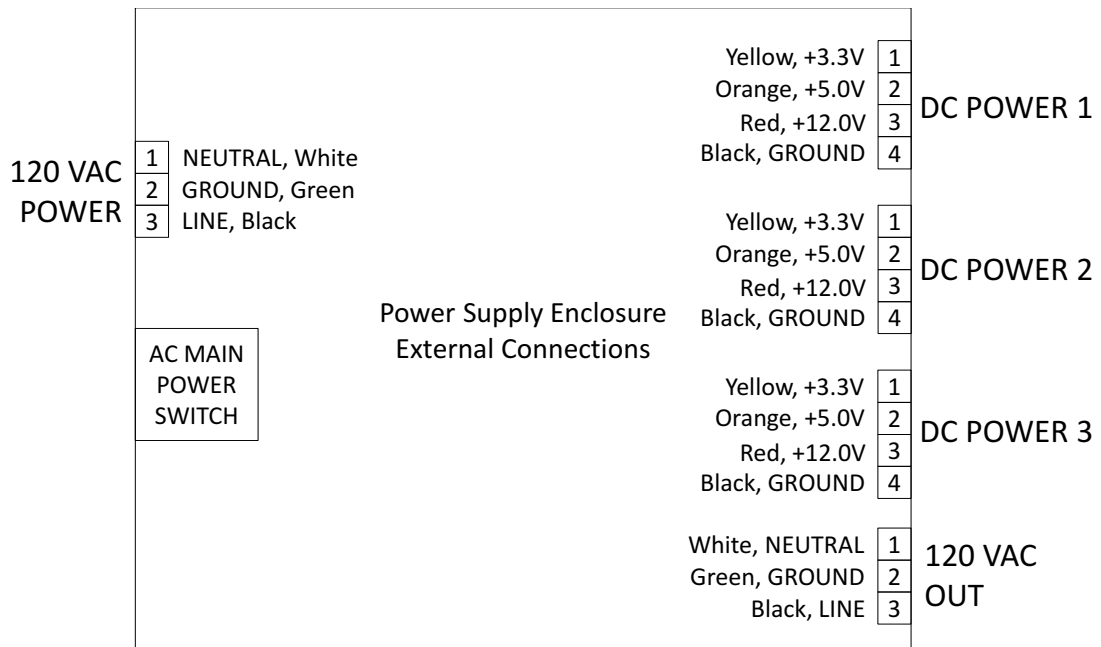 120 VAC
POWER
1 NEUTRAL, White
2 GROUND, Green
3 LINE, Black
AC MAIN
POWER
SWITCH
Power Supply Enclosure
External Connections
Yellow, +3.3V 1
Orange, +5.0V 2
Red, +12.0V 3
Black, GROUND 4
DC POWER 1
Yellow, +3.3V 1
Orange, +5.0V 2
Red, +12.0V 3
Black, GROUND 4
DC POWER 2
Yellow, +3.3V 1
Orange, +5.0V 2
Red, +12.0V 3
Black, GROUND 4
DC POWER 3
White, NEUTRAL 1
Green, GROUND 2
Black, LINE 3
120 VAC
OUT